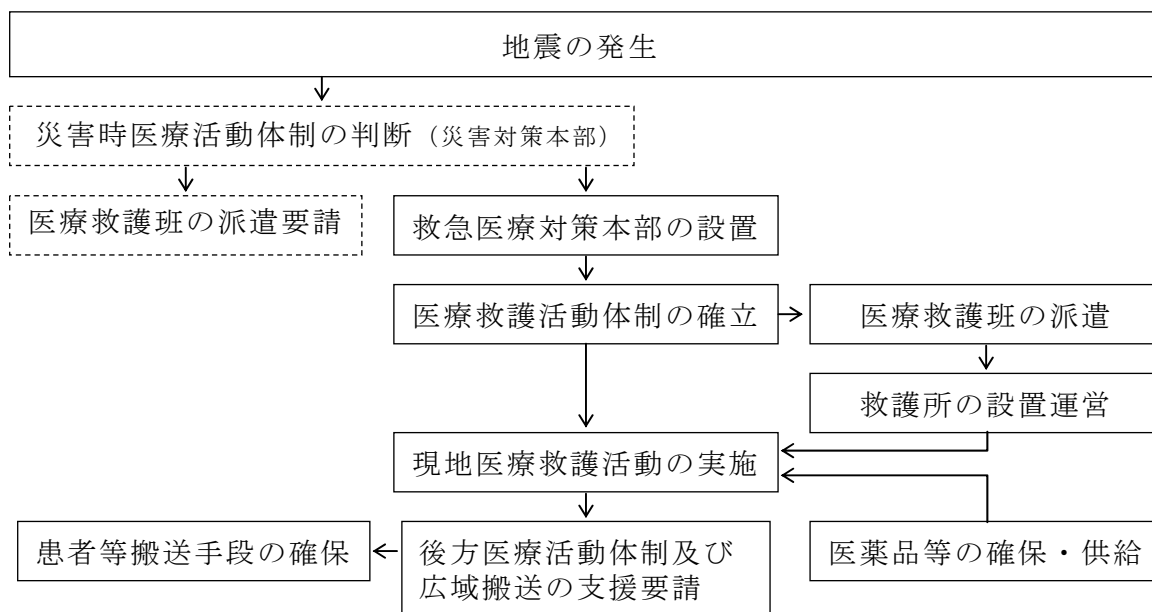 地震の発生
災害時医療活動体制の判断（災害対策本部）
医療救護班の派遣要請
救急医療対策本部の設置
医療救護活動体制の確立
医療救護班の派遣
救護所の設置運営
現地医療救護活動の実施
患者等搬送手段の確保
後方医療活動体制及び
広域搬送の支援要請
医薬品等の確保・供給